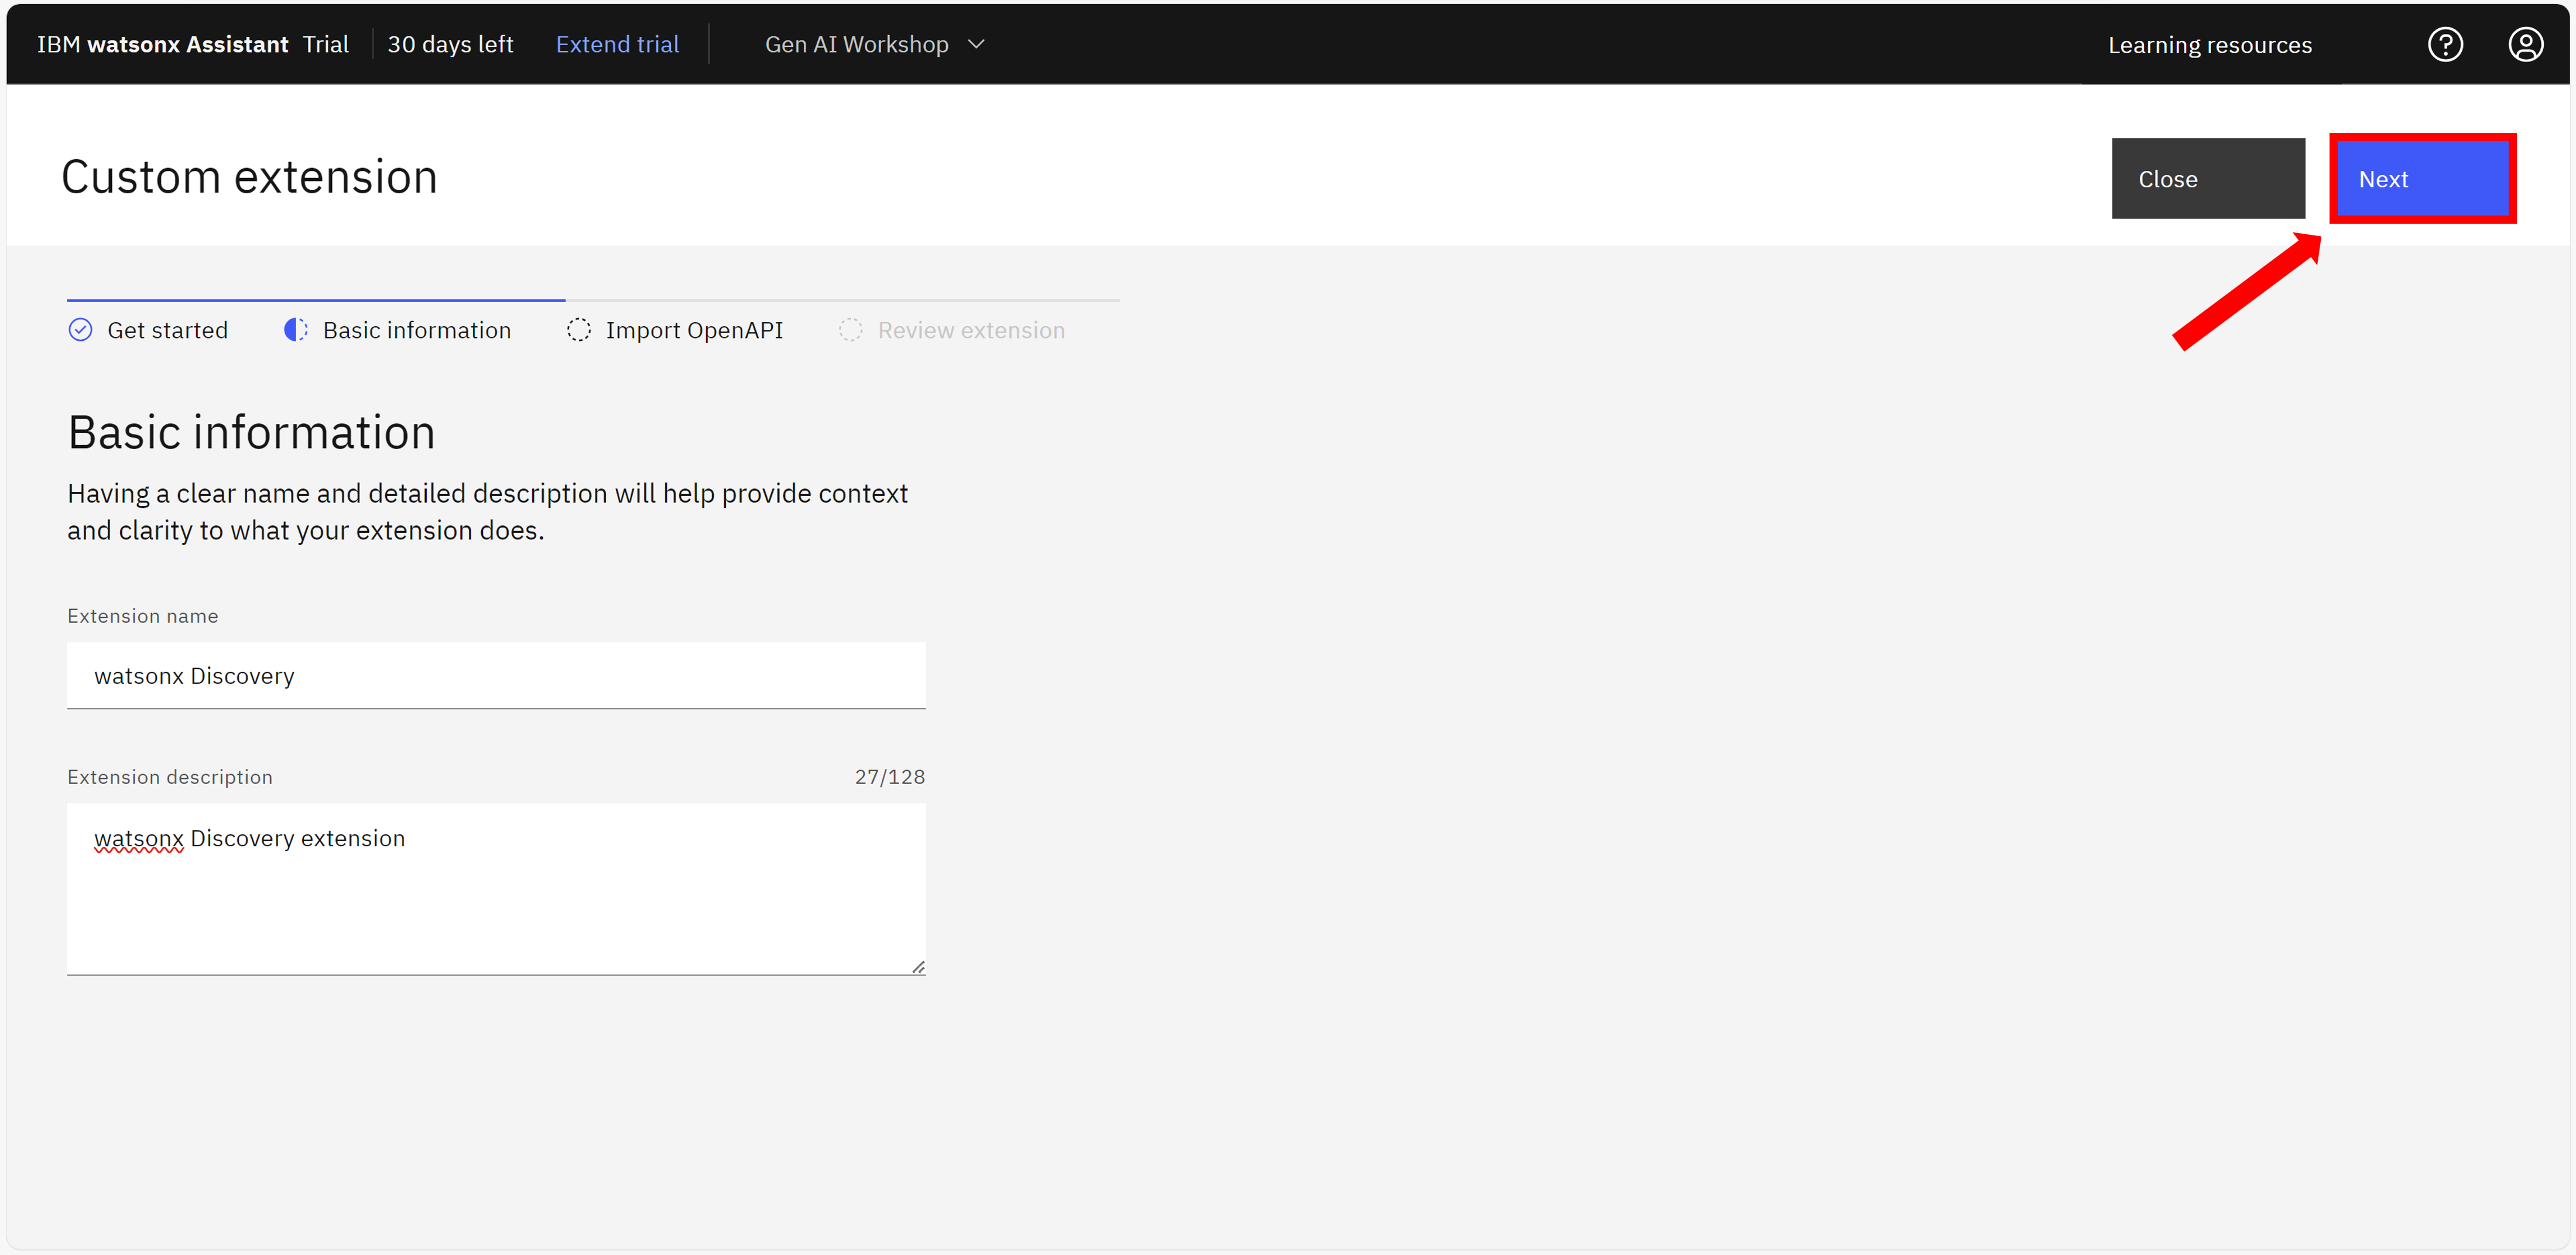 IBM watsonx Assistant Trial 30 days left Extend trial Gen AI Workshop Learning resources
Custom extension
Close Next
Get started Basic information Import OpenAPI Review extension
Basic information
Having a clear name and detailed description will help provide context
and clarity to what your extension does.
Extension name
watsonx Discovery
Extension description 27/128
watsonx Discovery extension